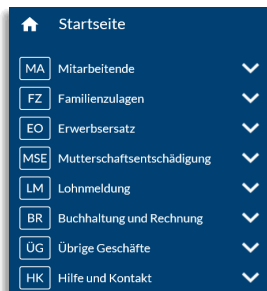 Startseite
MA Mitarbeitende
FZ Familienzulagen
EO Erwerbsersatz
MSE Mutterschaftsentschädigung
LM Lohnmeldung
BR Buchhaltung und Rechnung
ÜG Übrige Geschäfte
HK Hilfe und Kontakt